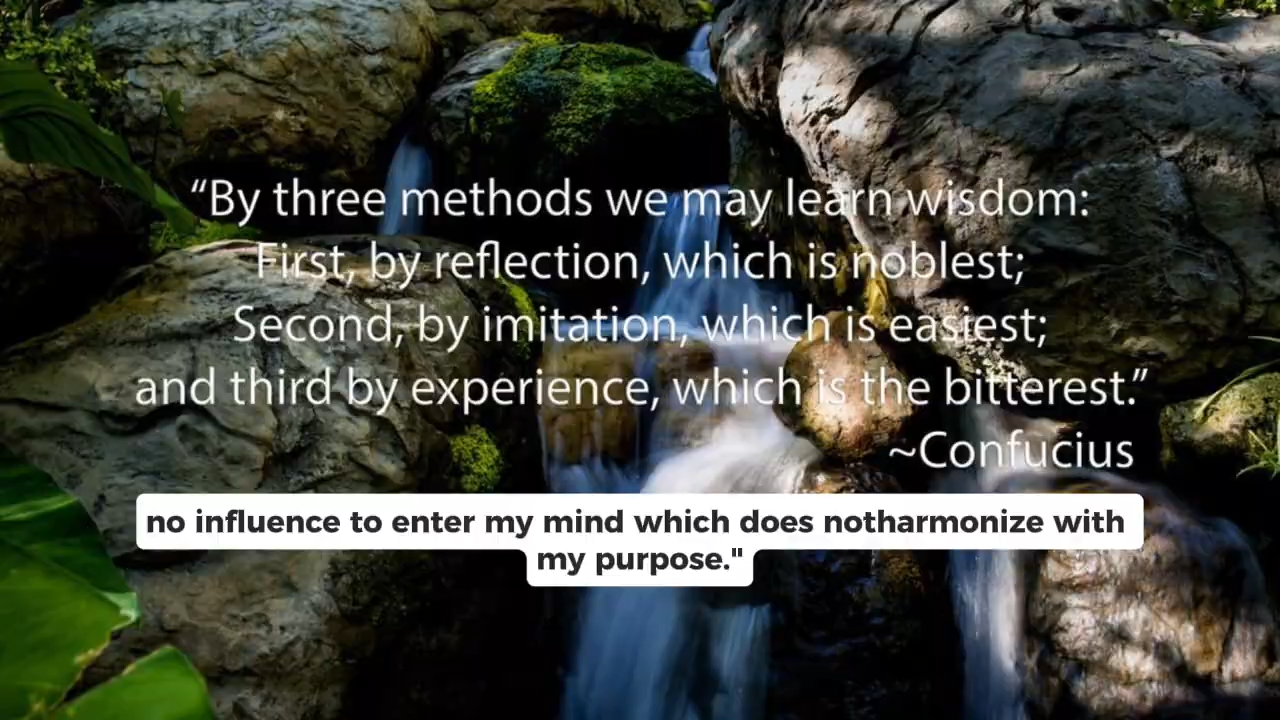 “By three methods we may learn wisdom:
First, by reflection, which is noblest;
Second, by imitation, which is easiest;
and third by experience, which is the bitterest.”
~Confucius
no influence to enter my mind which does notharmonize with
my purpose."